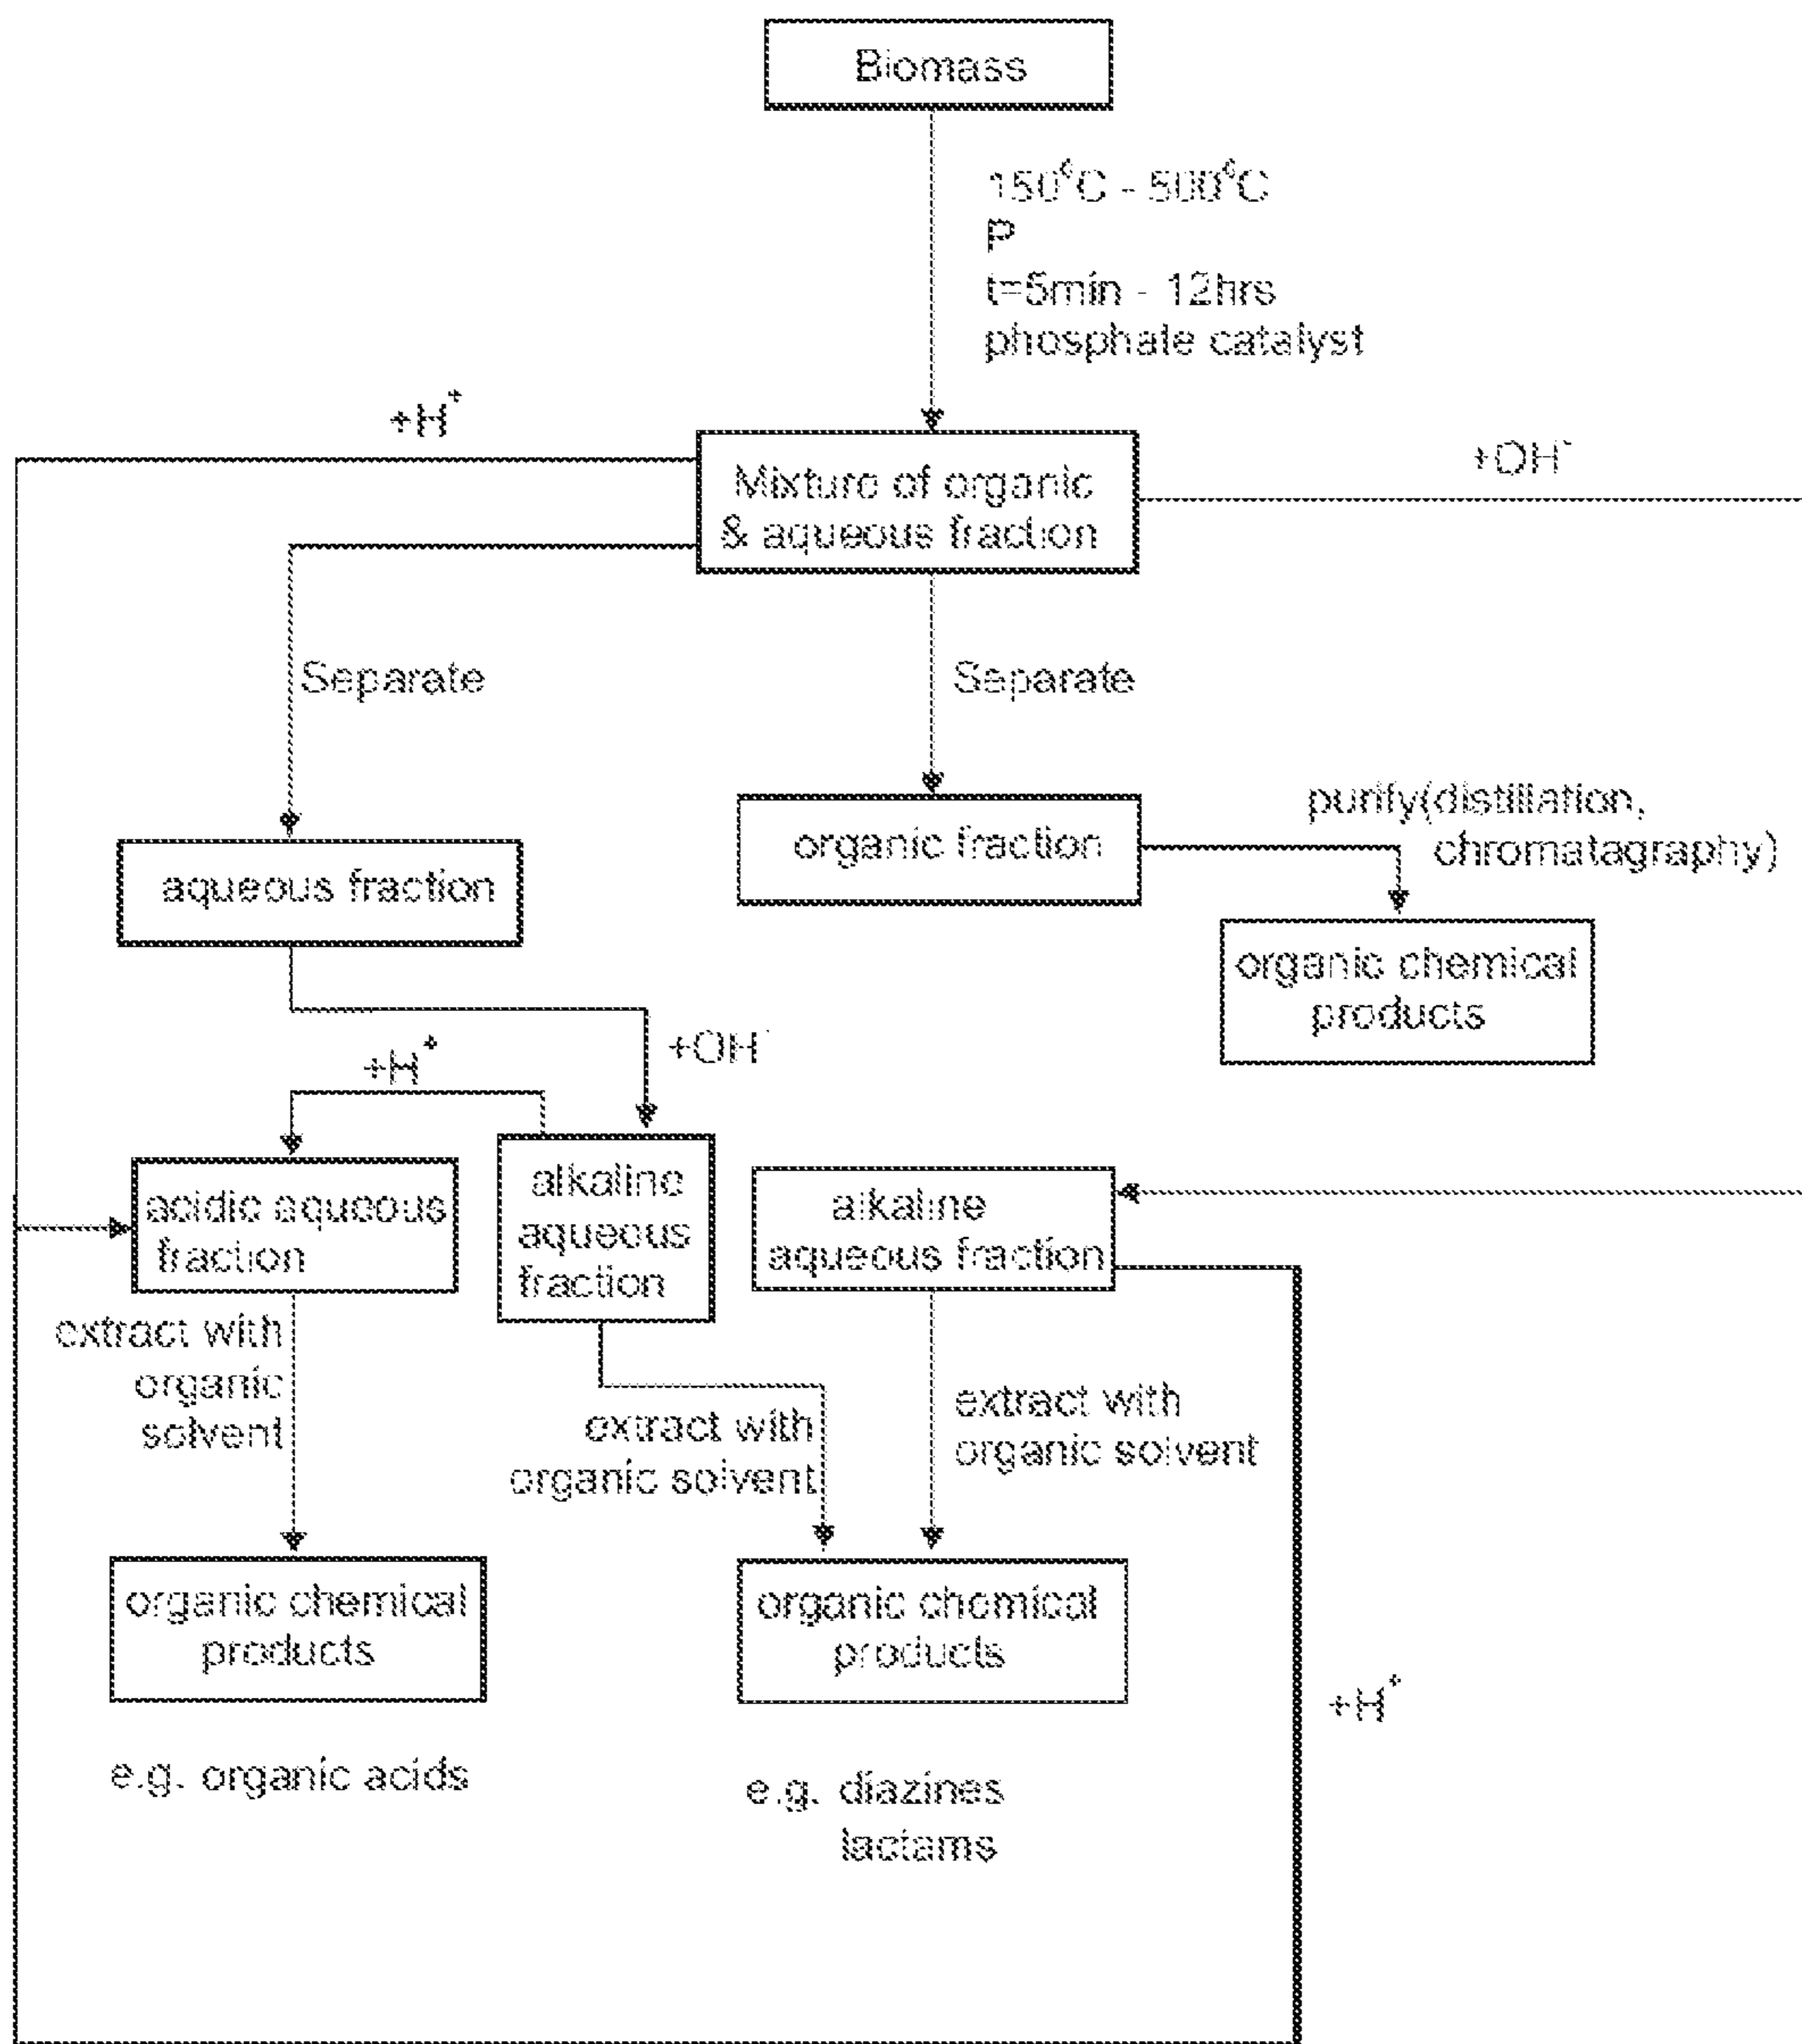 Biomass
150°C - 500°C
P
t=5min - 12hrs
phosphate catalyst
+H⁺
+OH⁻
Mixture of organic
& aqueous fraction
Separate
Separate
purify(distillation,
chromatagraphy)
organic fraction
aqueous fraction
organic chemical
products
+OH⁻
+H⁺
acidic aqueous
fraction
alkaline
aqueous
fraction
alkaline
aqueous fraction
extract with
organic
solvent
extract with
organic solvent
extract with
organic solvent
organic chemical
products
organic chemical
products
+H⁺
e.g. organic acids
e.g. diazines
lactams